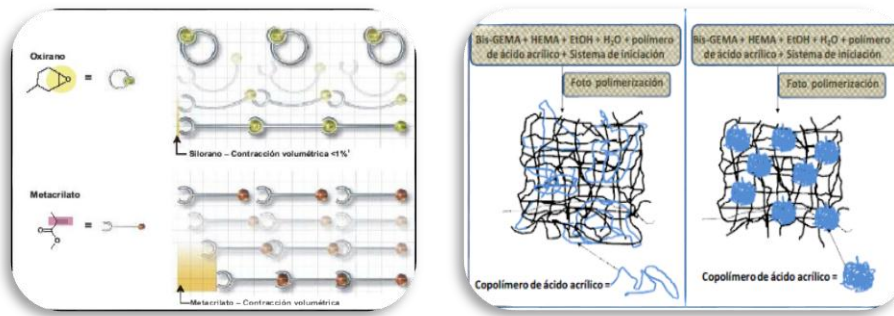 Oxirano
=
Silorano – Contracción volumétrica <1%¹
Metacrilato
=
Metacrilato – Contracción volumétrica
Bis-GEMA + HEMA + EtOH + H₂O + polímero
de ácido acrílico + Sistema de iniciación
Foto polimerización
Copolímero de ácido acrílico =
Bis-GEMA + HEMA + EtOH + H₂O + polímero
de ácido acrílico + Sistema de iniciación
Foto polimerización
Copolímero de ácido acrílico =